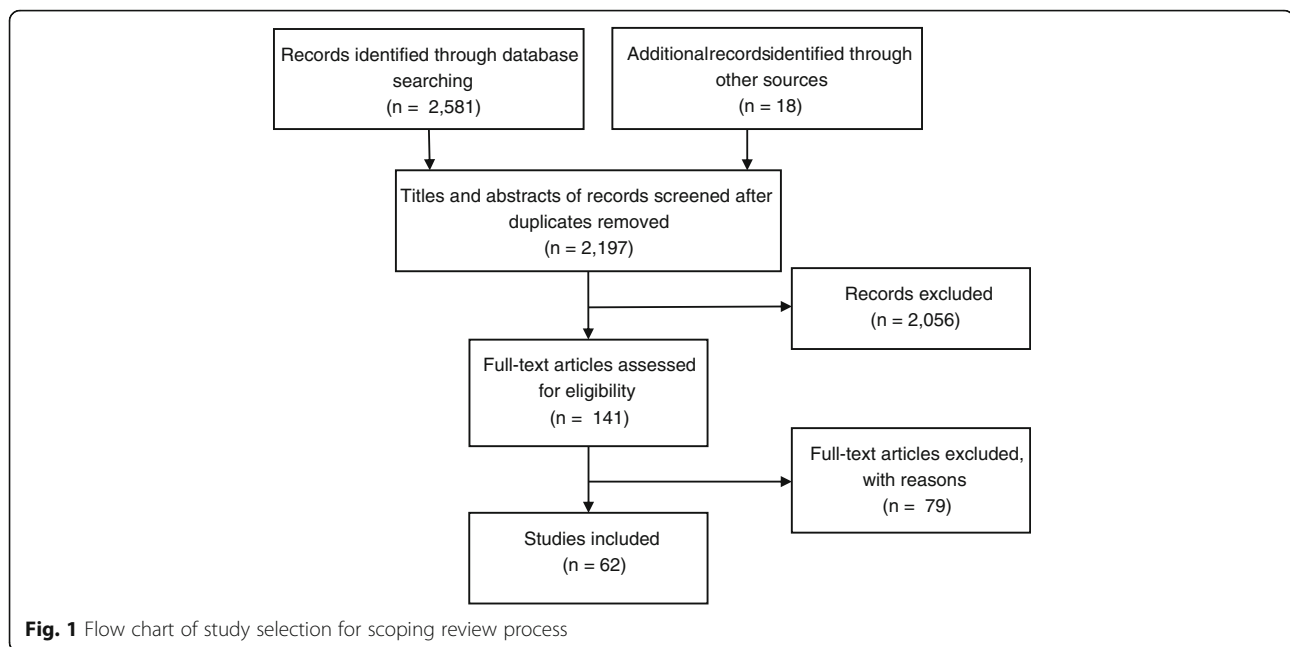 Records identified through database
searching
(n = 2,581)
Additionalrecordsidentified through
other sources
(n = 18)
Titles and abstracts of records screened after
duplicates removed
(n = 2,197)
Records excluded
(n = 2,056)
Full-text articles assessed
for eligibility
(n = 141)
Full-text articles excluded,
with reasons
(n = 79)
Studies included
(n = 62)
Fig. 1 Flow chart of study selection for scoping review process